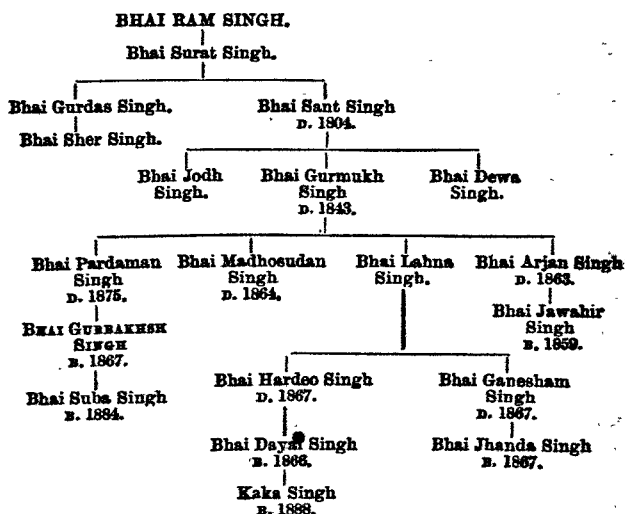 BHAI RAM SINGH.
Bhai Surat Singh.
Bhai Gurdas Singh. Bhai Sant Singh
D. 1804.
Bhai Sher Singh.
Bhai Jodh Bhai Gurmukh Bhai Dewa
Singh. Singh Singh.
D. 1843.
Bhai Pardaman Bhai Madhosudan Bhai Lahna Bhai Arjan Singh
Singh Singh Singh. D. 1863.
D. 1875. D. 1864.
Bhai Jawahir
BHAI GURBAKHSH Singh
SINGH B. 1859.
B. 1867.
Bhai Hardeo Singh Bhai Ganesham
Bhai Suba Singh D. 1867. Singh
B. 1884. D. 1867.
Bhai Dayal Singh Bhai Jhanda Singh
B. 1866. B. 1867.
Kaka Singh
B. 1888.